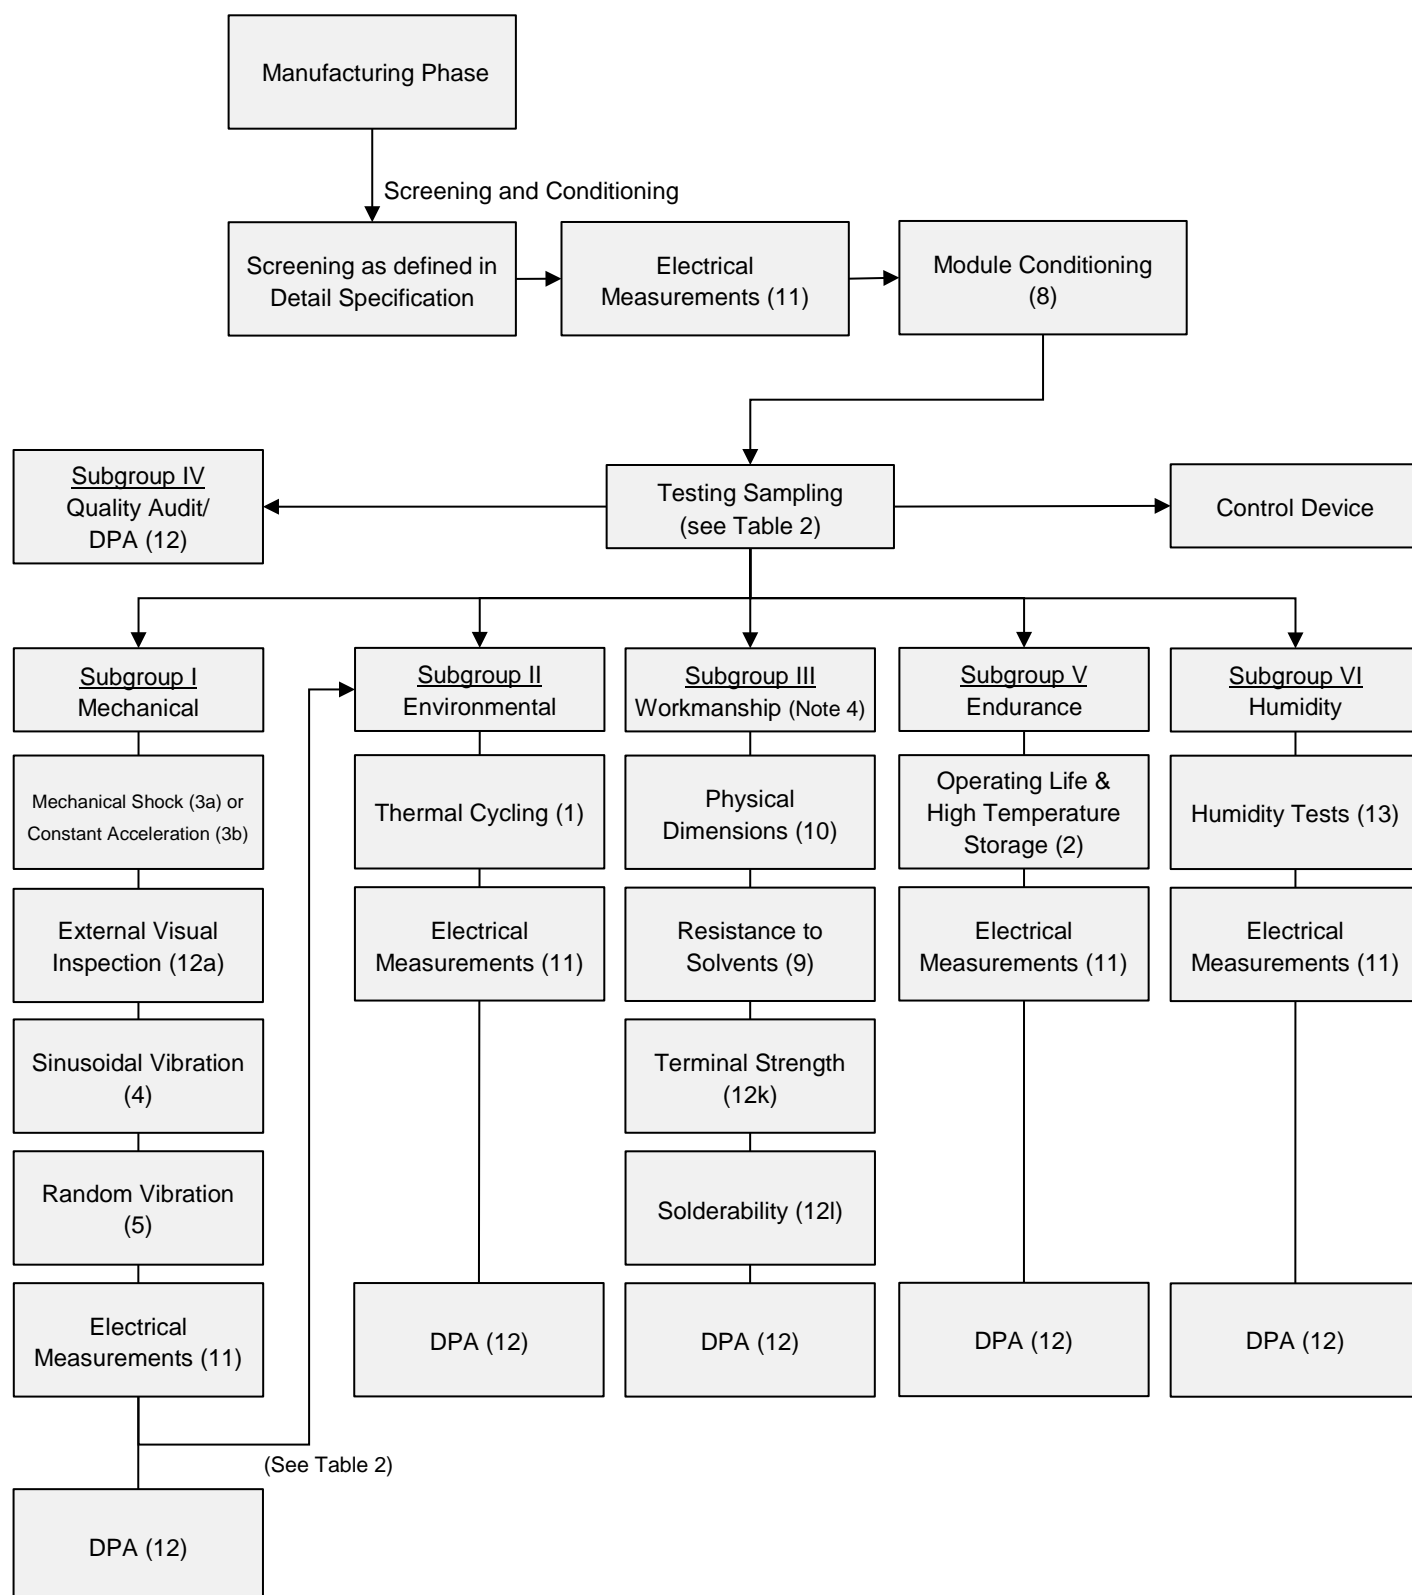 Manufacturing Phase
Screening and Conditioning
Screening as defined in
Detail Specification
Electrical
Measurements (11)
Module Conditioning
(8)
Subgroup IV
Quality Audit/
DPA (12)
Testing Sampling
(see Table 2)
Control Device
Subgroup I
Mechanical
Subgroup II
Environmental
Subgroup III
Workmanship (Note 4)
Subgroup V
Endurance
Subgroup VI
Humidity
Mechanical Shock (3a) or
Constant Acceleration (3b)
Thermal Cycling (1)
Physical
Dimensions (10)
Operating Life &
High Temperature
Storage (2)
Humidity Tests (13)
External Visual
Inspection (12a)
Electrical
Measurements (11)
Resistance to
Solvents (9)
Electrical
Measurements (11)
Electrical
Measurements (11)
Sinusoidal Vibration
(4)
Terminal Strength
(12k)
Random Vibration
(5)
Solderability (12l)
Electrical
Measurements (11)
DPA (12)
DPA (12)
DPA (12)
DPA (12)
(See Table 2)
DPA (12)